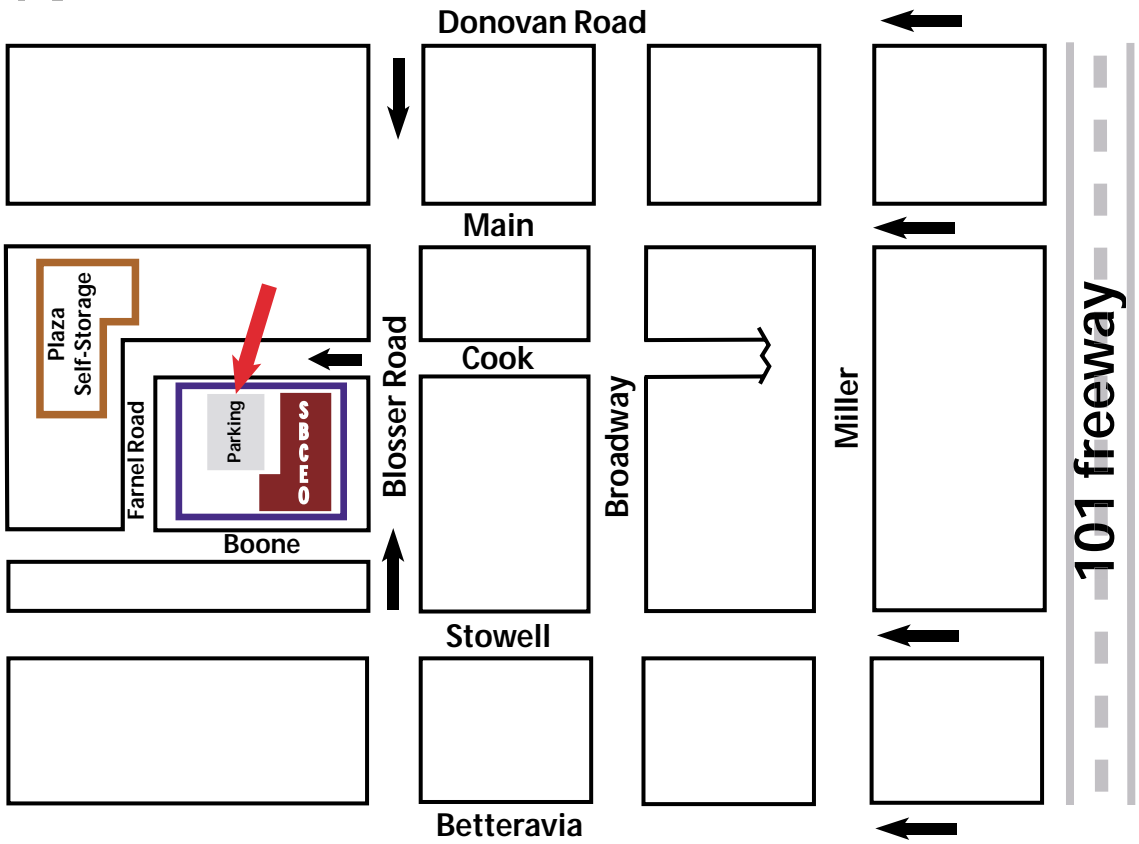 Donovan Road
Main
Plaza
Self-Storage
Cook
Blosser Road
Broadway
Miller
101 freeway
Farnel Road
Parking
SBCEO
Boone
Stowell
Betteravia